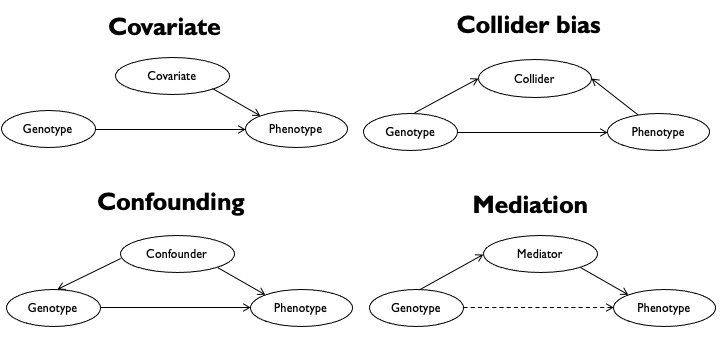 Covariate
Covariate
Genotype
Phenotype
Collider bias
Collider
Genotype
Phenotype
Confounding
Confounder
Genotype
Phenotype
Mediation
Mediator
Genotype
Phenotype